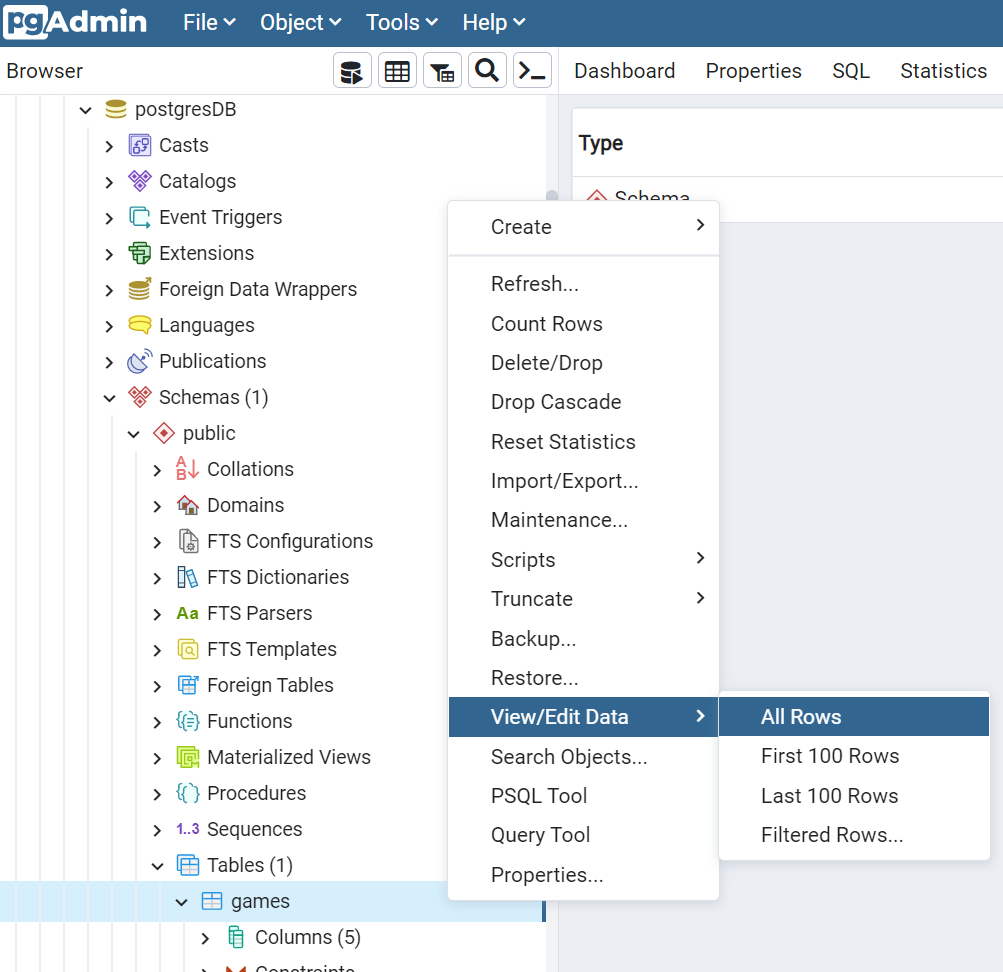 pgAdmin File Object Tools Help
Browser
Dashboard Properties SQL Statistics
postgresDB
Casts
Catalogs
Event Triggers
Extensions
Foreign Data Wrappers
Languages
Publications
Schemas (1)
public
Collations
Domains
FTS Configurations
FTS Dictionaries
Aa FTS Parsers
FTS Templates
Foreign Tables
Functions
Materialized Views
Procedures
1..3 Sequences
Tables (1)
games
Columns (5)
Constraints
Type
Schema
Create
Refresh...
Count Rows
Delete/Drop
Drop Cascade
Reset Statistics
Import/Export...
Maintenance...
Scripts
Truncate
Backup...
Restore...
View/Edit Data
Search Objects...
PSQL Tool
Query Tool
Properties...
All Rows
First 100 Rows
Last 100 Rows
Filtered Rows...